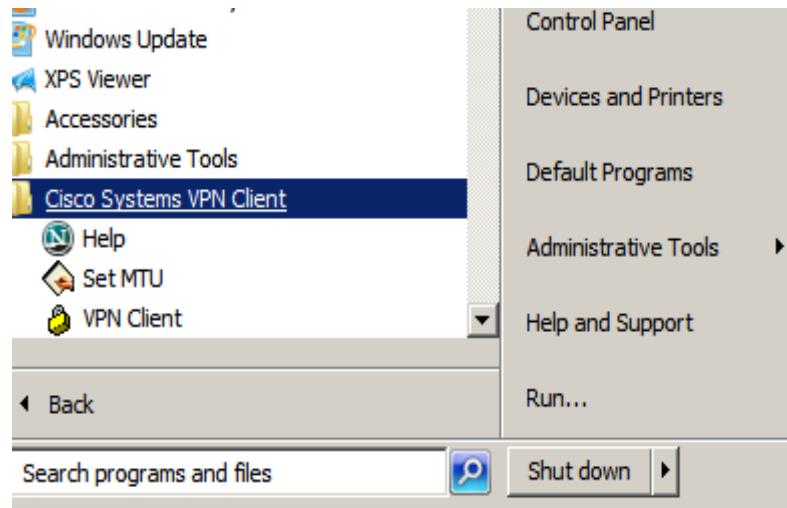 Windows Update
XPS Viewer
Accessories
Administrative Tools
Cisco Systems VPN Client
Help
Set MTU
VPN Client
Back
Search programs and files
Control Panel
Devices and Printers
Default Programs
Administrative Tools
Help and Support
Run...
Shut down